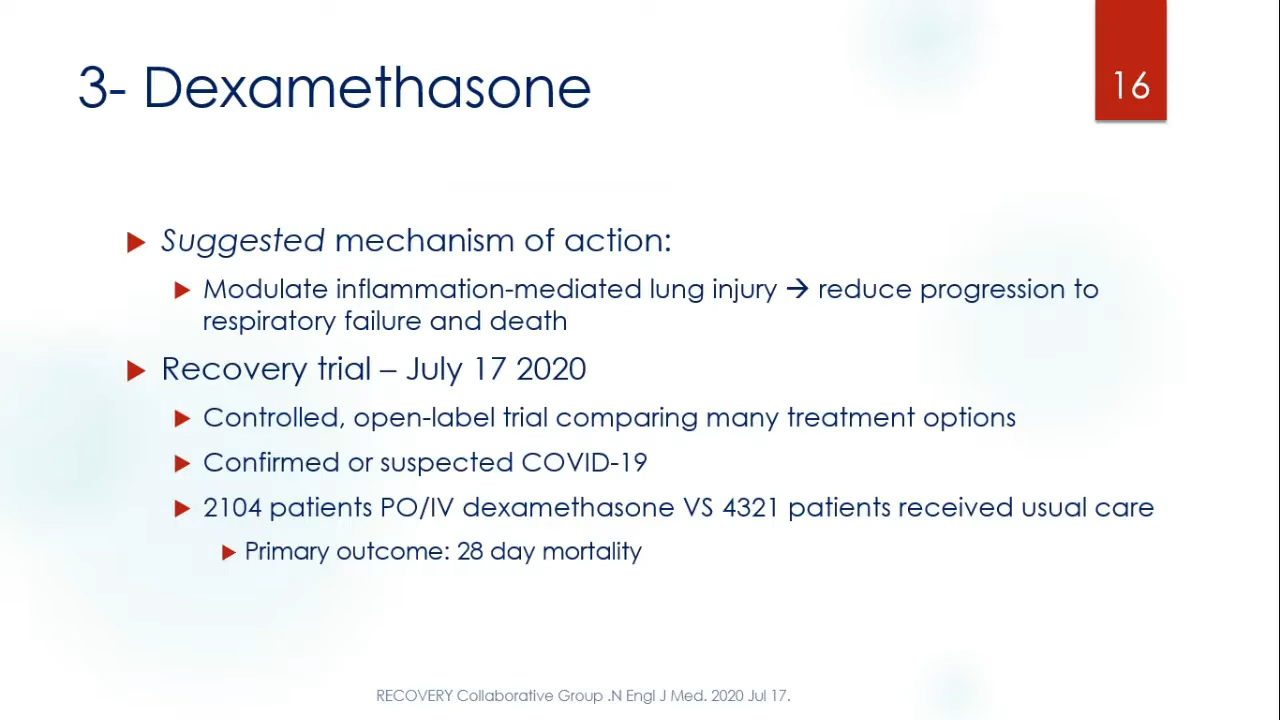 3- Dexamethasone
16
Suggested mechanism of action:
Modulate inflammation-mediated lung injury → reduce progression to
respiratory failure and death
Recovery trial – July 17 2020
Controlled, open-label trial comparing many treatment options
Confirmed or suspected COVID-19
2104 patients PO/IV dexamethasone VS 4321 patients received usual care
Primary outcome: 28 day mortality
RECOVERY Collaborative Group .N Engl J Med. 2020 Jul 17.